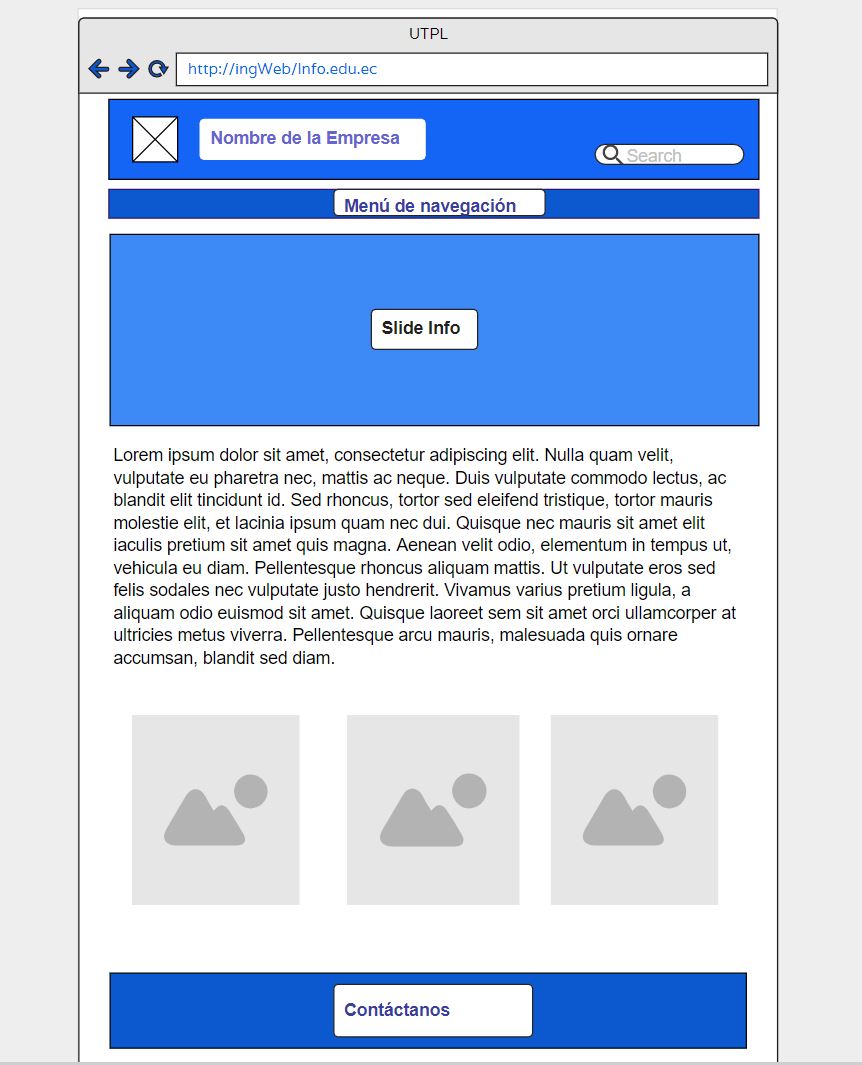 UTPL
http://ingWeb/Info.edu.ec
Nombre de la Empresa
Search
Menú de navegación
Slide Info
Lorem ipsum dolor sit amet, consectetur adipiscing elit. Nulla quam velit,
vulputate eu pharetra nec, mattis ac neque. Duis vulputate commodo lectus, ac
blandit elit tincidunt id. Sed rhoncus, tortor sed eleifend tristique, tortor mauris
molestie elit, et lacinia ipsum quam nec dui. Quisque nec mauris sit amet elit
iaculis pretium sit amet quis magna. Aenean velit odio, elementum in tempus ut,
vehicula eu diam. Pellentesque rhoncus aliquam mattis. Ut vulputate eros sed
felis sodales nec vulputate justo hendrerit. Vivamus varius pretium ligula, a
aliquam odio euismod sit amet. Quisque laoreet sem sit amet orci ullamcorper at
ultricies metus viverra. Pellentesque arcu mauris, malesuada quis ornare
accumsan, blandit sed diam.
Contáctanos